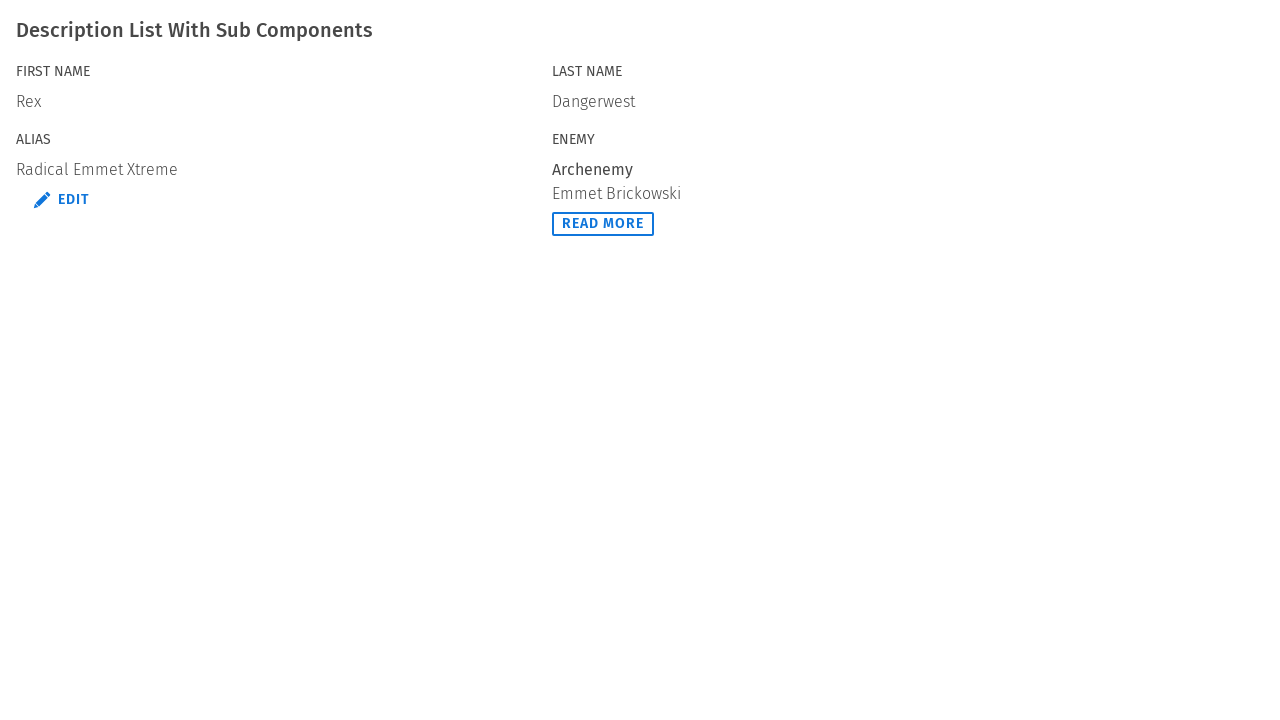 Description List With Sub Components
FIRST NAME
Rex
LAST NAME
Dangerwest
ALIAS
Radical Emmet Xtreme
EDIT
ENEMY
Archenemy
Emmet Brickowski
READ MORE